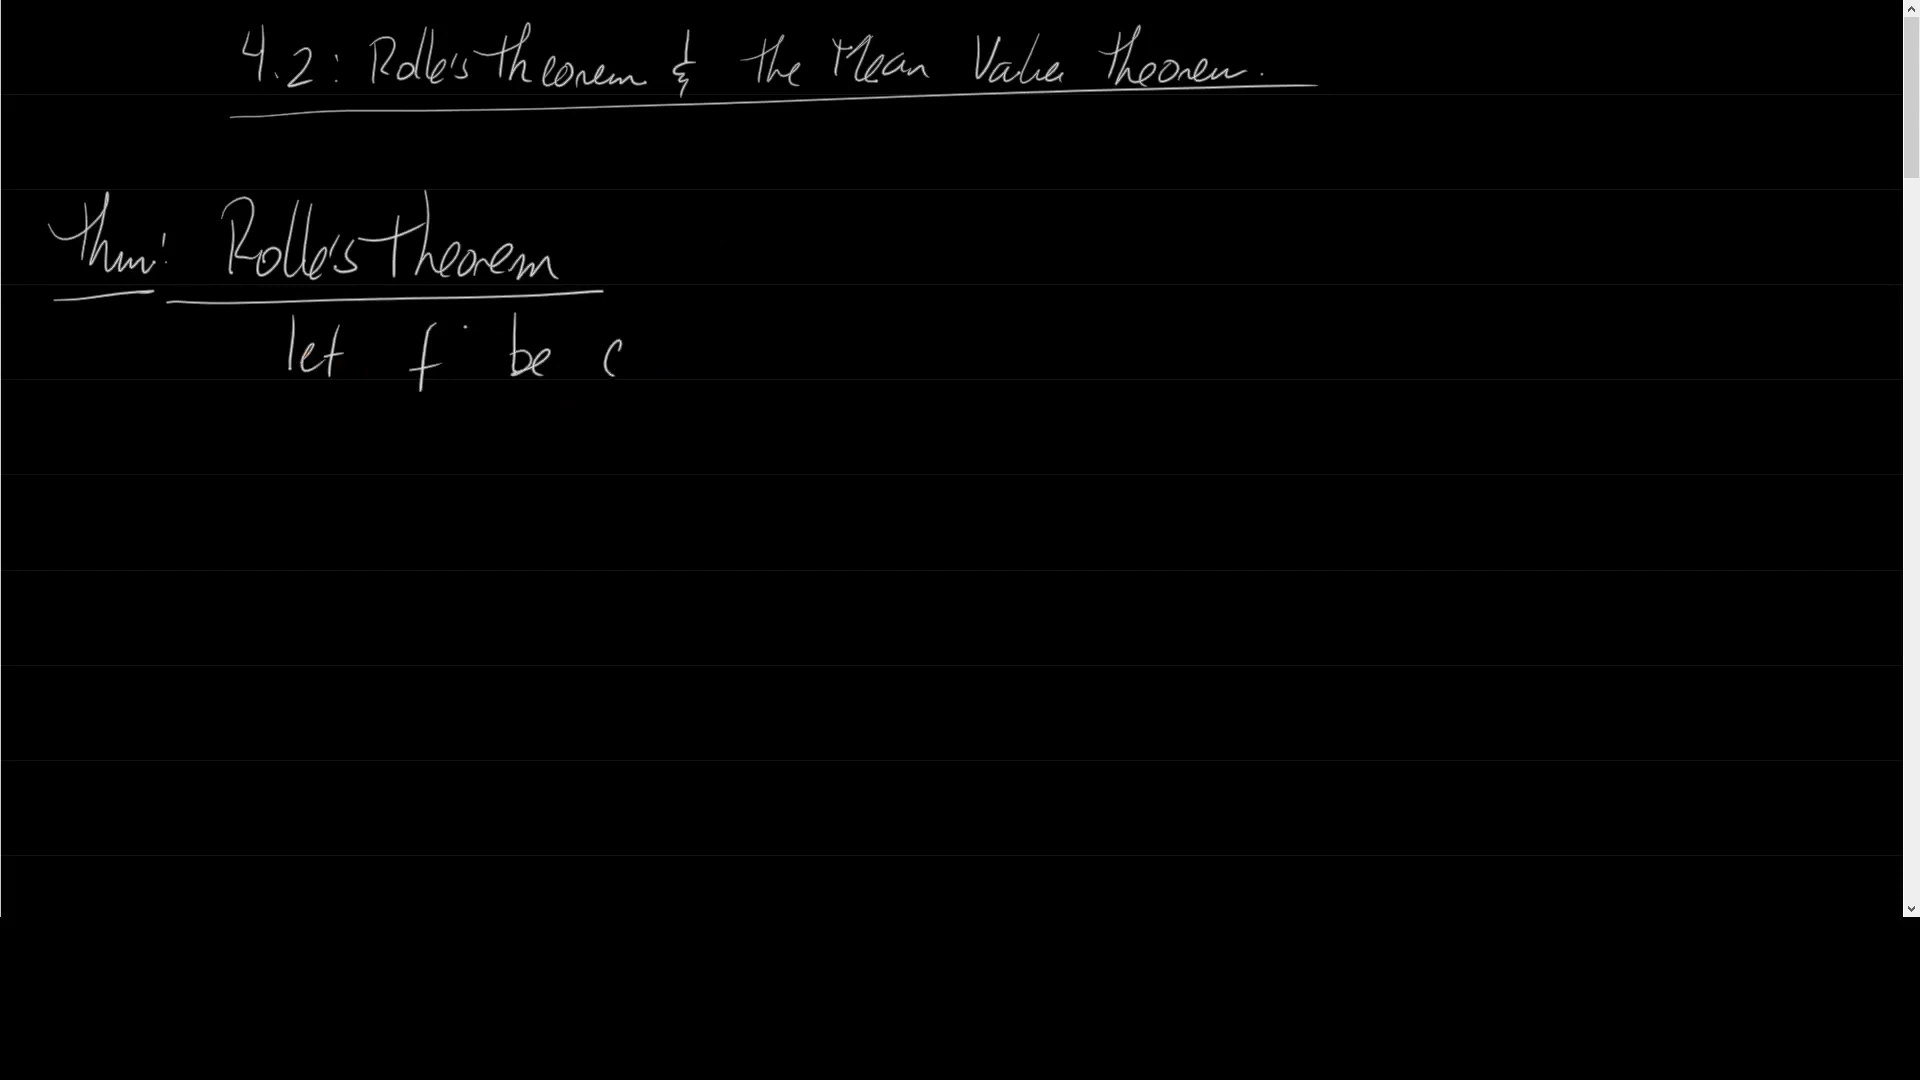 4.2: Rolle's theorem & the Mean Value theorem.
Thm: Rolle's theorem
let f be c